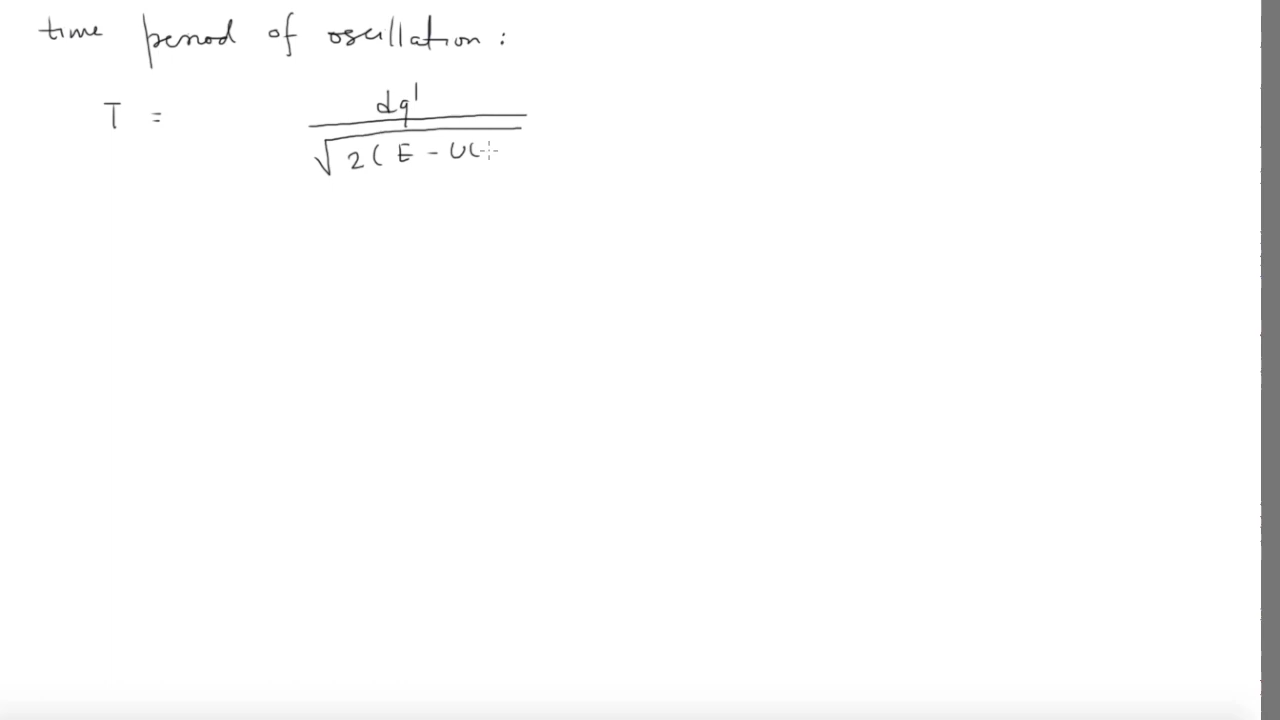 time period of oscillation :
T = dq' / √2(E - U(